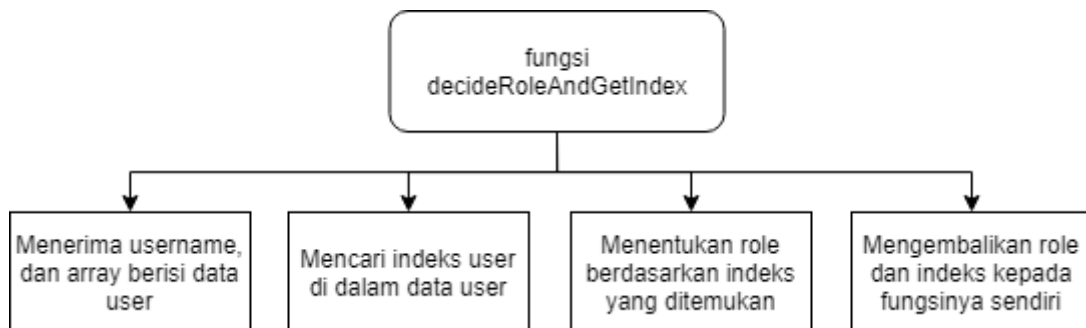 fungsi
decideRoleAndGetIndex
Menerima username,
dan array berisi data
user
Mencari indeks user
di dalam data user
Menentukan role
berdasarkan indeks
yang ditemukan
Mengembalikan role
dan indeks kepada
fungsinya sendiri